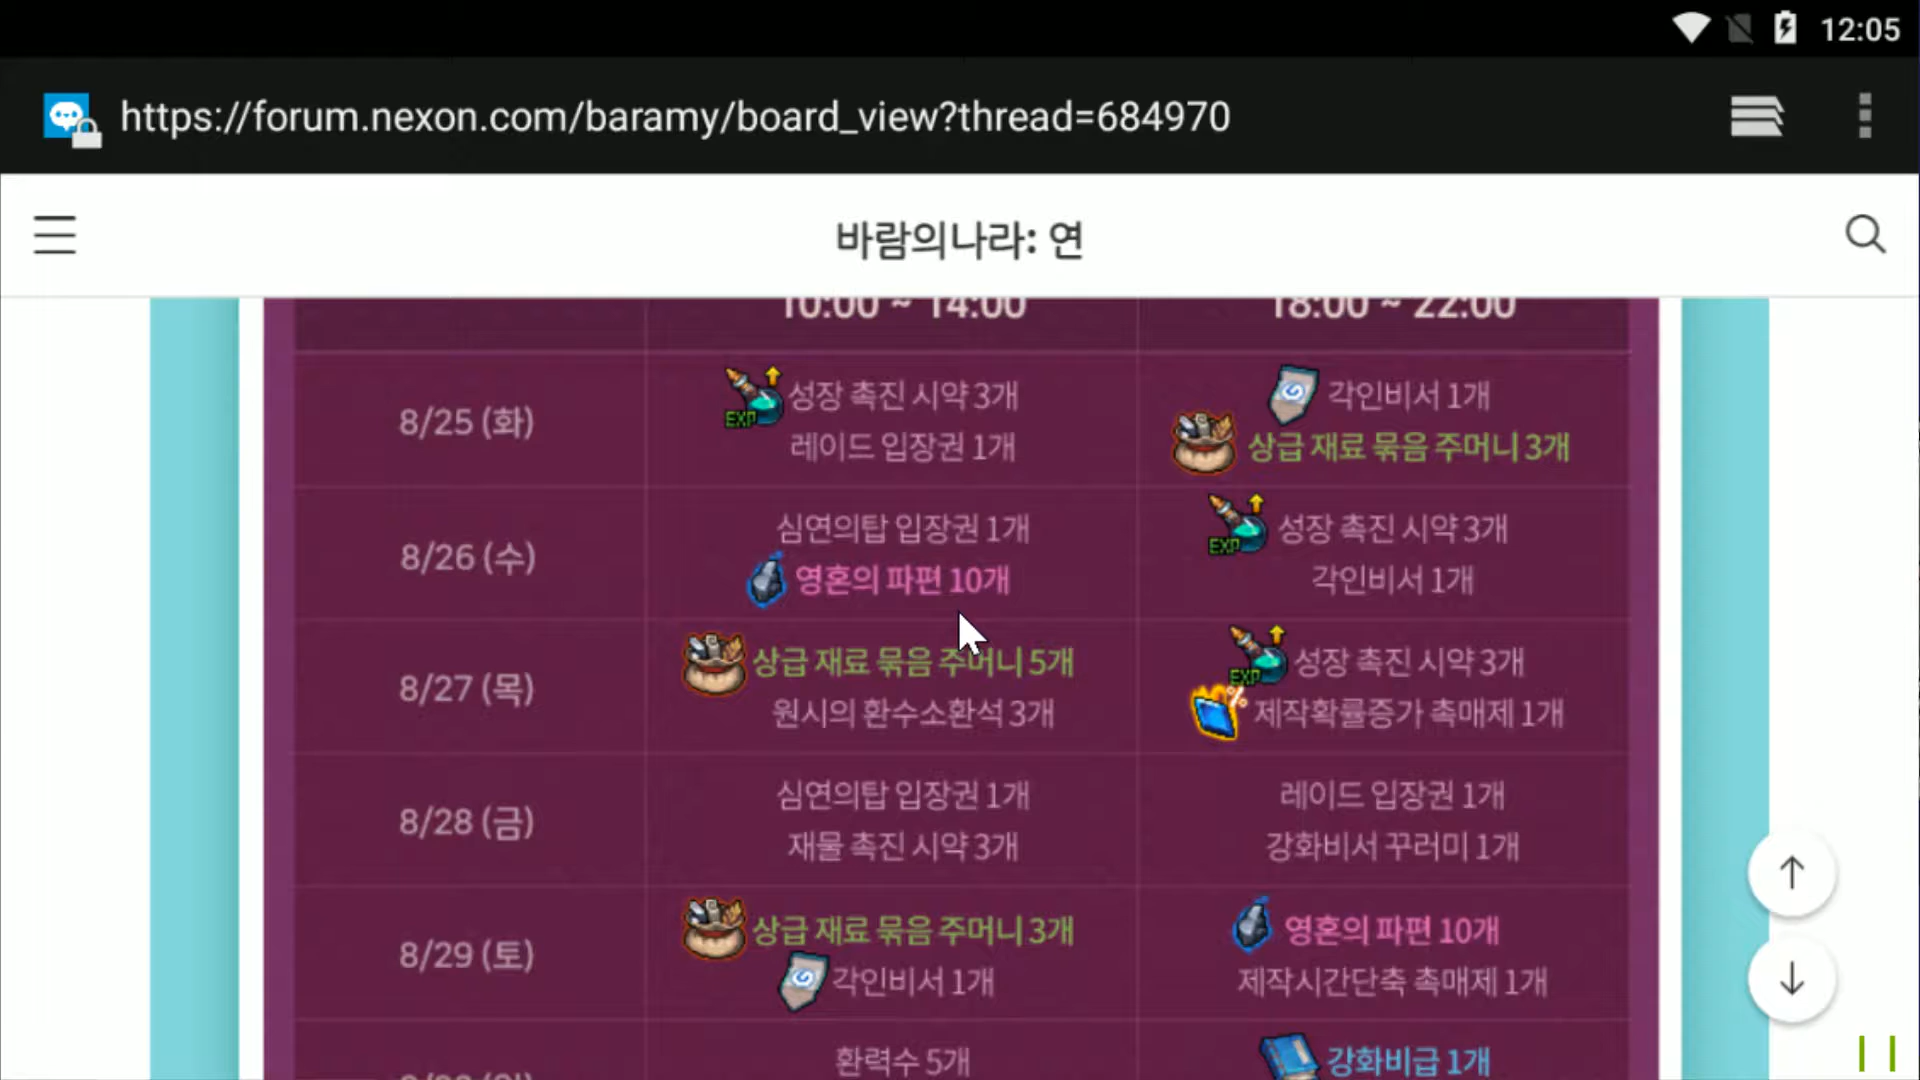 12:05
https://forum.nexon.com/baramy/board_view?thread=684970
바람의나라: 연
10:00 ~ 14:00
18:00 ~ 22:00
8/25 (화)
EXP 성장 촉진 시약 3개
레이드 입장권 1개
각인비서 1개
상급 재료 묶음 주머니 3개
8/26 (수)
심연의탑 입장권 1개
영혼의 파편 10개
EXP 성장 촉진 시약 3개
각인비서 1개
8/27 (목)
상급 재료 묶음 주머니 5개
원시의 환수소환석 3개
EXP 성장 촉진 시약 3개
% 제작확률증가 촉매제 1개
8/28 (금)
심연의탑 입장권 1개
재물 촉진 시약 3개
레이드 입장권 1개
강화비서 꾸러미 1개
8/29 (토)
상급 재료 묶음 주머니 3개
각인비서 1개
영혼의 파편 10개
제작시간단축 촉매제 1개
환력수 5개
강화비급 1개